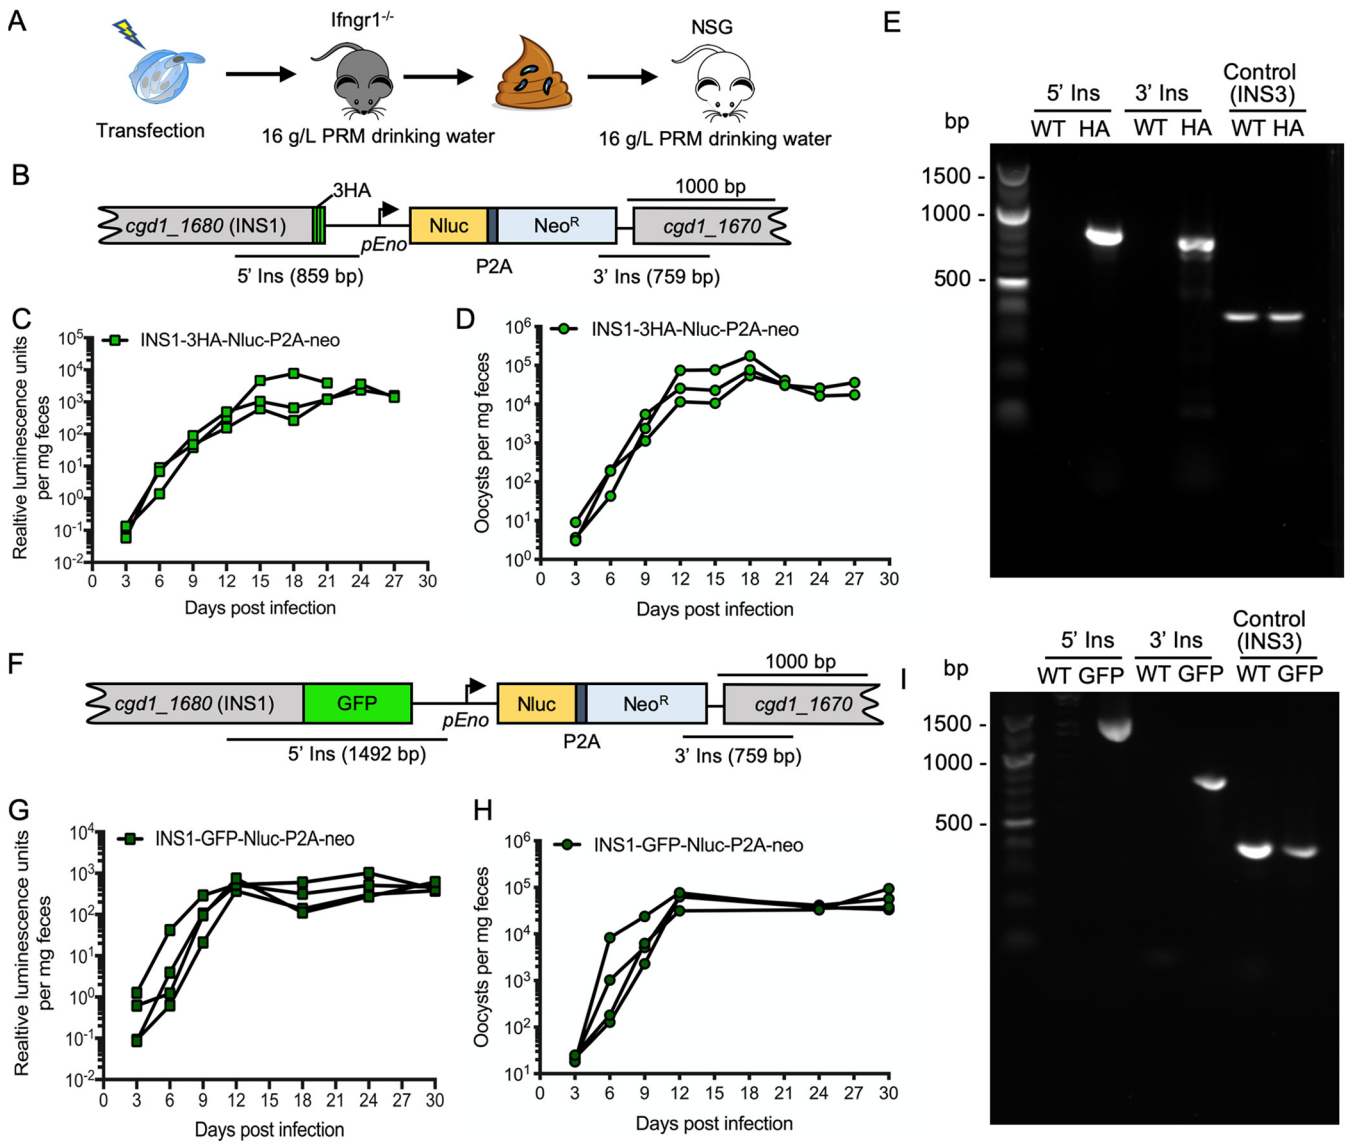 A
Ifngr1-/-
NSG
Transfection
16 g/L PRM drinking water
16 g/L PRM drinking water
B
3HA
1000 bp
cgd1_1680 (INS1)
pEno
Nluc
NeoR
cgd1_1670
5' Ins (859 bp)
P2A
3' Ins (759 bp)
C
INS1-3HA-Nluc-P2A-neo
Realtive luminescence units
per mg feces
105
104
103
102
101
100
10-1
10-2
0 3 6 9 12 15 18 21 24 27 30
Days post infection
D
INS1-3HA-Nluc-P2A-neo
Oocysts per mg feces
106
105
104
103
102
101
100
0 3 6 9 12 15 18 21 24 27 30
Days post infection
E
Control
5' Ins 3' Ins (INS3)
bp WT HA WT HA WT HA
1500 -
1000 -
500 -
F
1000 bp
cgd1_1680 (INS1)
GFP
pEno
Nluc
NeoR
cgd1_1670
5' Ins (1492 bp)
P2A
3' Ins (759 bp)
G
INS1-GFP-Nluc-P2A-neo
Realtive luminescence units
per mg feces
104
103
102
101
100
10-1
10-2
0 3 6 9 12 15 18 21 24 27 30
Days post infection
H
INS1-GFP-Nluc-P2A-neo
Oocysts per mg feces
106
105
104
103
102
101
0 3 6 9 12 15 18 21 24 27 30
Days post infection
I
Control
5' Ins 3' Ins (INS3)
bp WT GFP WT GFP WT GFP
1500 -
1000 -
500 -